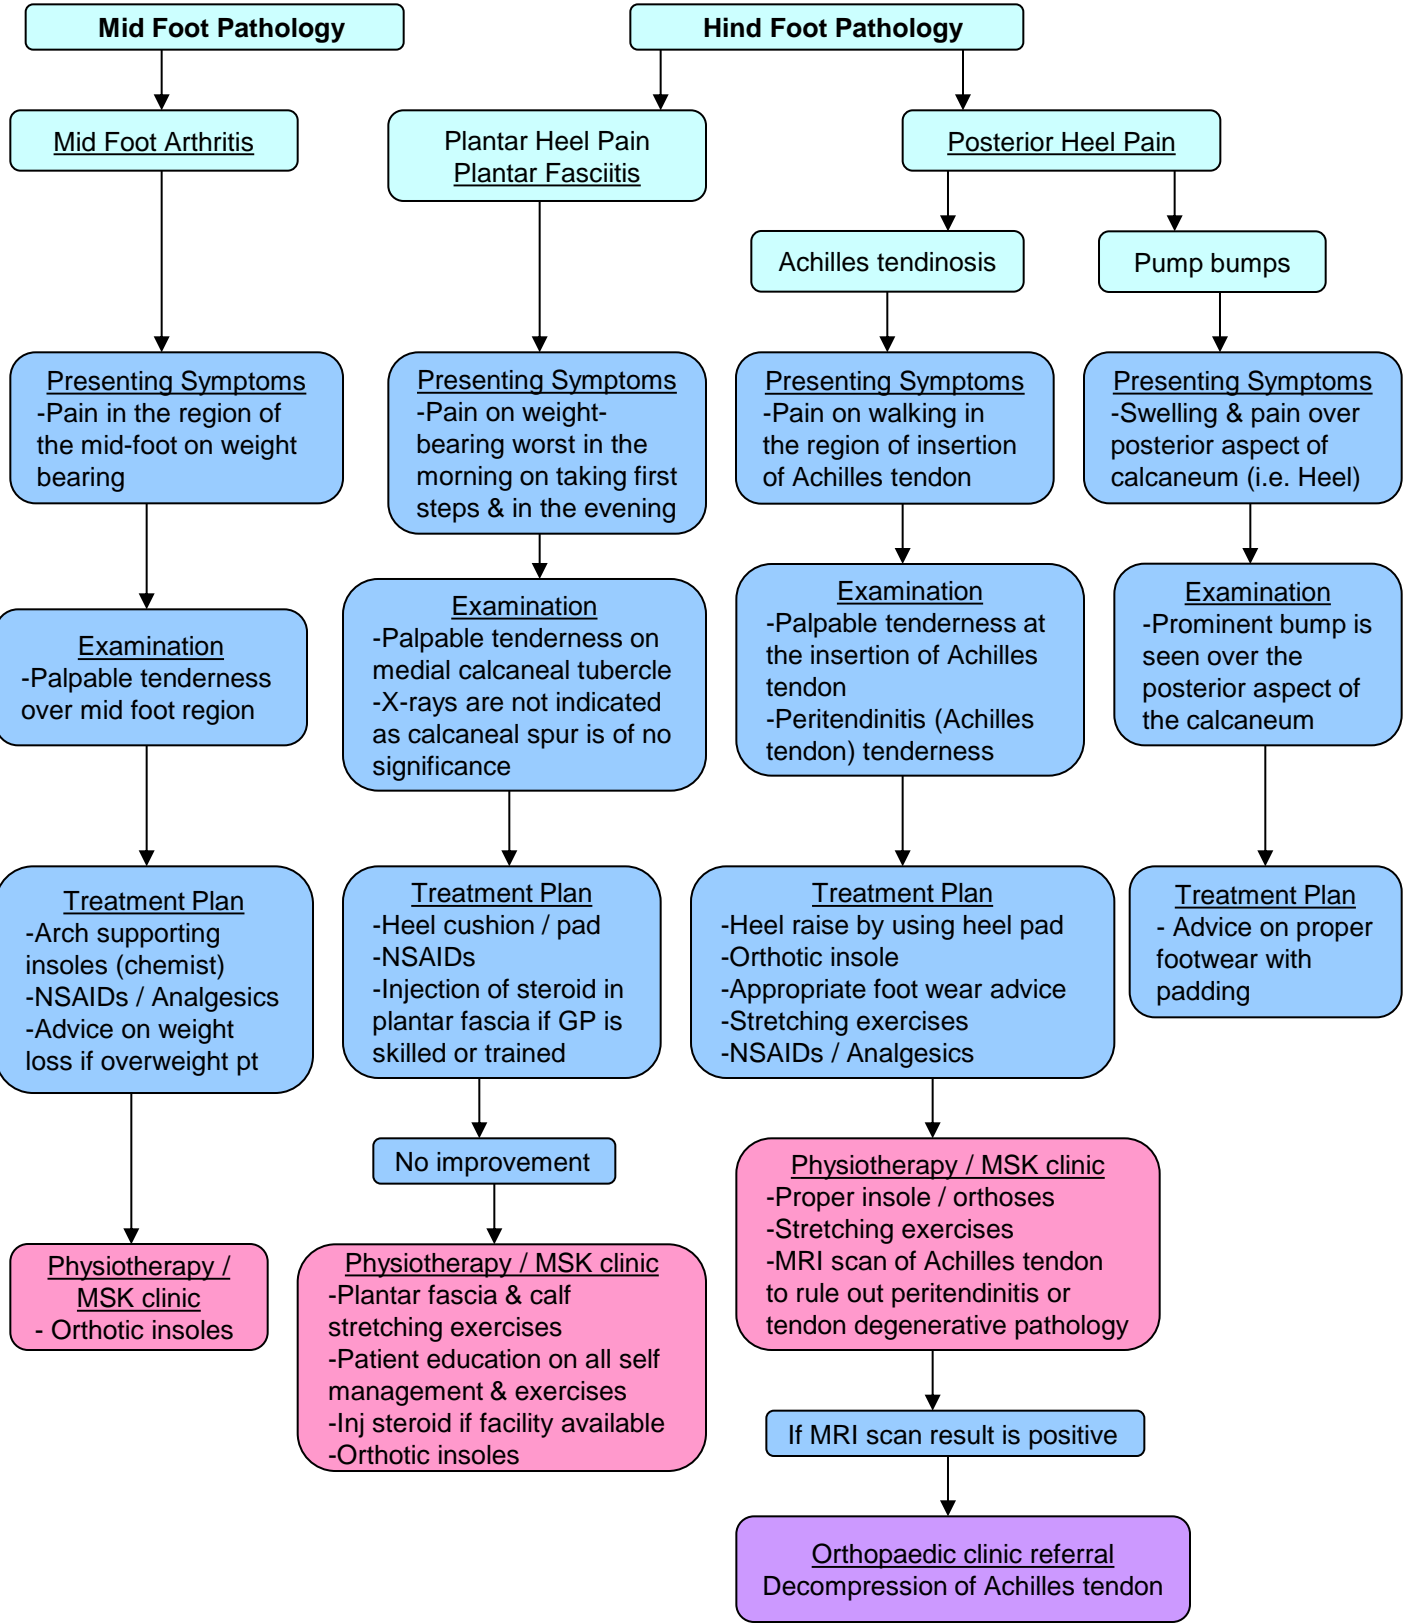 Mid Foot Pathology
Mid Foot Arthritis
Presenting Symptoms
-Pain in the region of
the mid-foot on weight
bearing
Examination
-Palpable tenderness
over mid foot region
Treatment Plan
-Arch supporting
insoles (chemist)
-NSAIDs / Analgesics
-Advice on weight
loss if overweight pt
Physiotherapy /
MSK clinic
- Orthotic insoles
Hind Foot Pathology
Plantar Heel Pain
Plantar Fasciitis
Presenting Symptoms
-Pain on weight-
bearing worst in the
morning on taking first
steps & in the evening
Examination
-Palpable tenderness on
medial calcaneal tubercle
-X-rays are not indicated
as calcaneal spur is of no
significance
Treatment Plan
-Heel cushion / pad
-NSAIDs
-Injection of steroid in
plantar fascia if GP is
skilled or trained
No improvement
Physiotherapy / MSK clinic
-Plantar fascia & calf
stretching exercises
-Patient education on all self
management & exercises
-Inj steroid if facility available
-Orthotic insoles
Posterior Heel Pain
Achilles tendinosis
Presenting Symptoms
-Pain on walking in
the region of insertion
of Achilles tendon
Examination
-Palpable tenderness at
the insertion of Achilles
tendon
-Peritendinitis (Achilles
tendon) tenderness
Treatment Plan
-Heel raise by using heel pad
-Orthotic insole
-Appropriate foot wear advice
-Stretching exercises
-NSAIDs / Analgesics
Physiotherapy / MSK clinic
-Proper insole / orthoses
-Stretching exercises
-MRI scan of Achilles tendon
to rule out peritendinitis or
tendon degenerative pathology
If MRI scan result is positive
Orthopaedic clinic referral
Decompression of Achilles tendon
Pump bumps
Presenting Symptoms
-Swelling & pain over
posterior aspect of
calcaneum (i.e. Heel)
Examination
-Prominent bump is
seen over the
posterior aspect of
the calcaneum
Treatment Plan
- Advice on proper
footwear with
padding